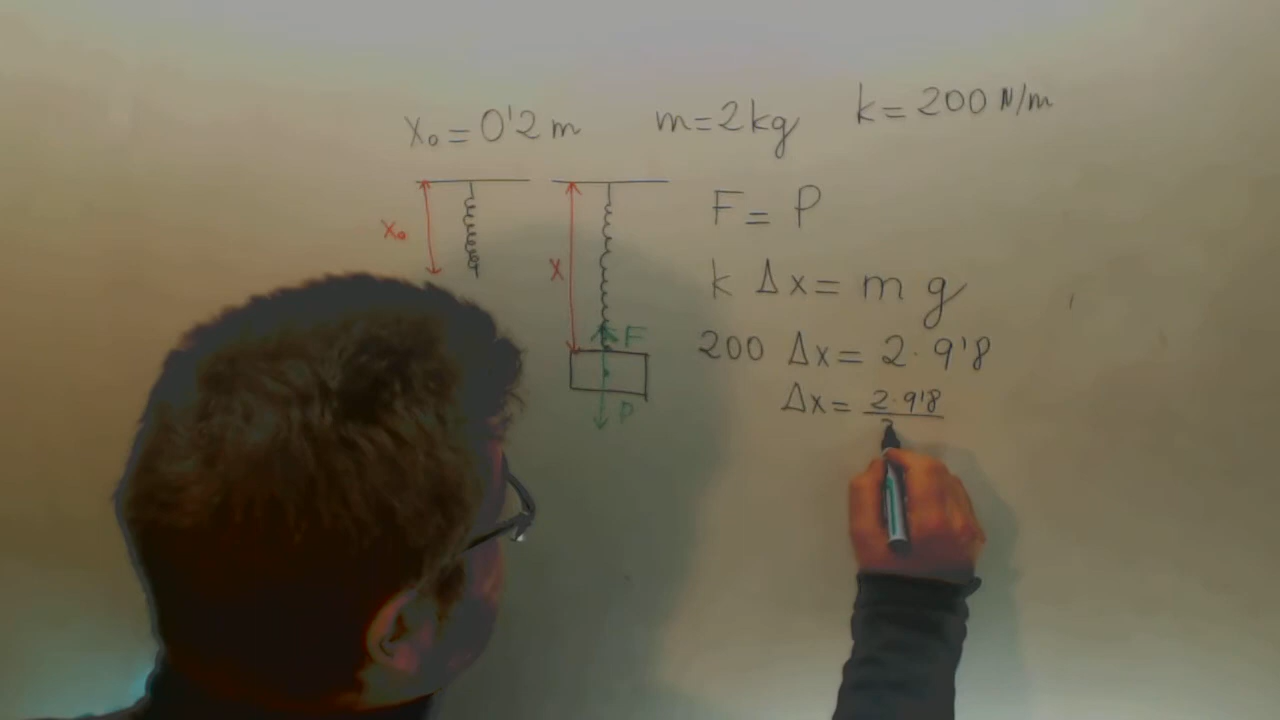 x₀ = 0'2 m m = 2 kg k = 200 N/m
x₀
x
F
P
F = P
k Δx = m g
200 Δx = 2·9'8
Δx = 2·9'8